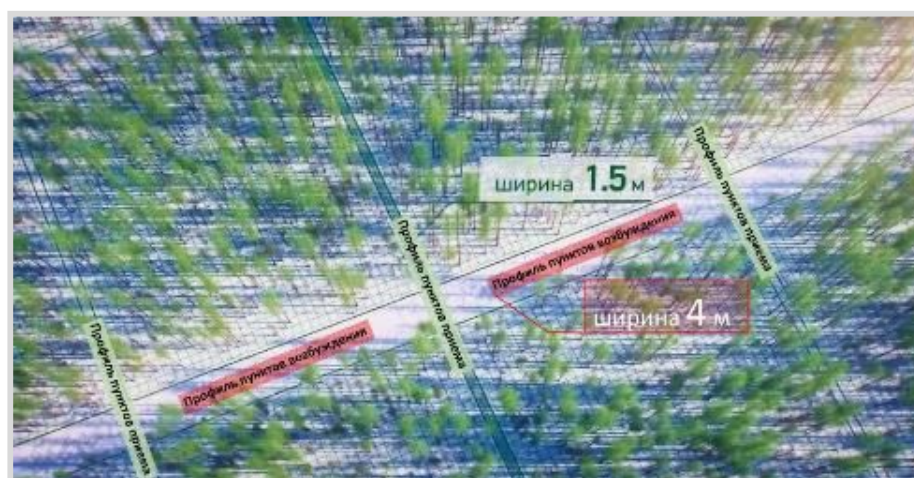 Профиль пунктов приема
ширина 1.5 м
Профиль пунктов приема
Профиль пунктов возбуждения
ширина 4 м
Профиль пунктов возбуждения
Профиль пунктов приема